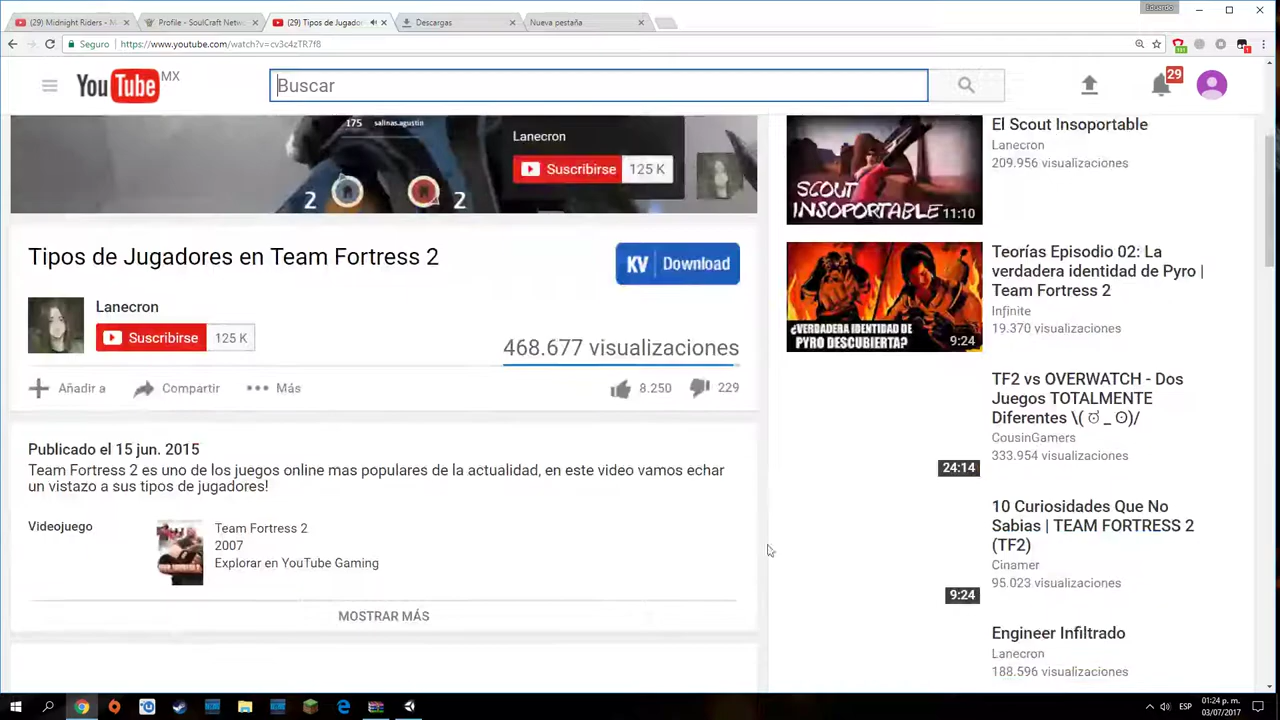 Eduardo
(29) Midnight Riders - M
Profile - SoulCraft Netw
(29) Tipos de Jugador
Descargas
Nueva pestaña
Seguro
https://www.youtube.com/watch?v=cv3c4zTR7f8
You Tube MX
Buscar
29
175 salinas.agustin
Lanecron
Suscribirse 125 K
2 2
Tipos de Jugadores en Team Fortress 2
KV Download
Lanecron
Suscribirse 125 K
468.677 visualizaciones
Añadir a Compartir Más
8.250 229
Publicado el 15 jun. 2015
Team Fortress 2 es uno de los juegos online mas populares de la actualidad, en este video vamos echar
un vistazo a sus tipos de jugadores!
Videojuego
Team Fortress 2
2007
Explorar en YouTube Gaming
MOSTRAR MÁS
SCOUT
INSOPORTABLE
11:10
El Scout Insoportable
Lanecron
209.956 visualizaciones
¿VERDADERA IDENTIDAD DE
PYRO DESCUBIERTA?
9:24
Teorías Episodio 02: La
verdadera identidad de Pyro |
Team Fortress 2
Infinite
19.370 visualizaciones
24:14
TF2 vs OVERWATCH - Dos
Juegos TOTALMENTE
Diferentes \( ಠ _ ʘ)/
CousinGamers
333.954 visualizaciones
9:24
10 Curiosidades Que No
Sabias | TEAM FORTRESS 2
(TF2)
Cinamer
95.023 visualizaciones
Engineer Infiltrado
Lanecron
188.596 visualizaciones
ESP
01:24 p. m.
03/07/2017